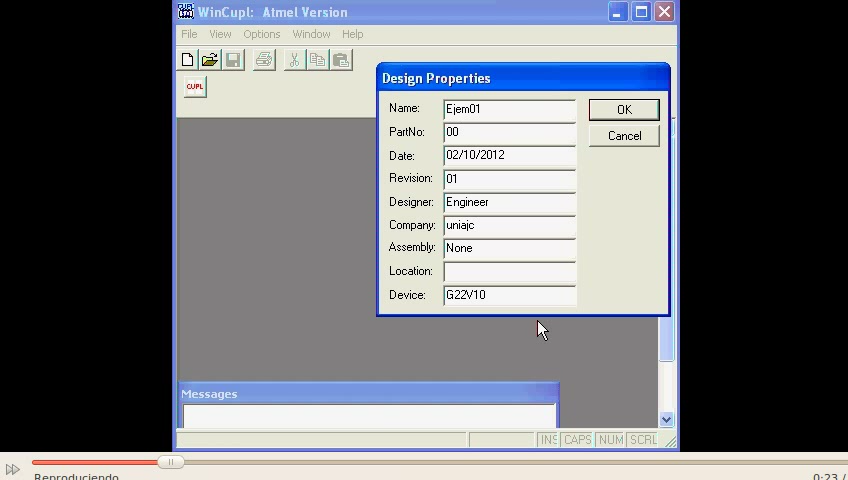 WinCupl: Atmel Version
File View Options Window Help
CUPL
Design Properties
Name: Ejem01 OK
PartNo: 00 Cancel
Date: 02/10/2012
Revision: 01
Designer: Engineer
Company: uniajc
Assembly: None
Location:
Device: G22V10
Messages
INS CAPS NUM SCRL
Reproduciendo
0:23 /